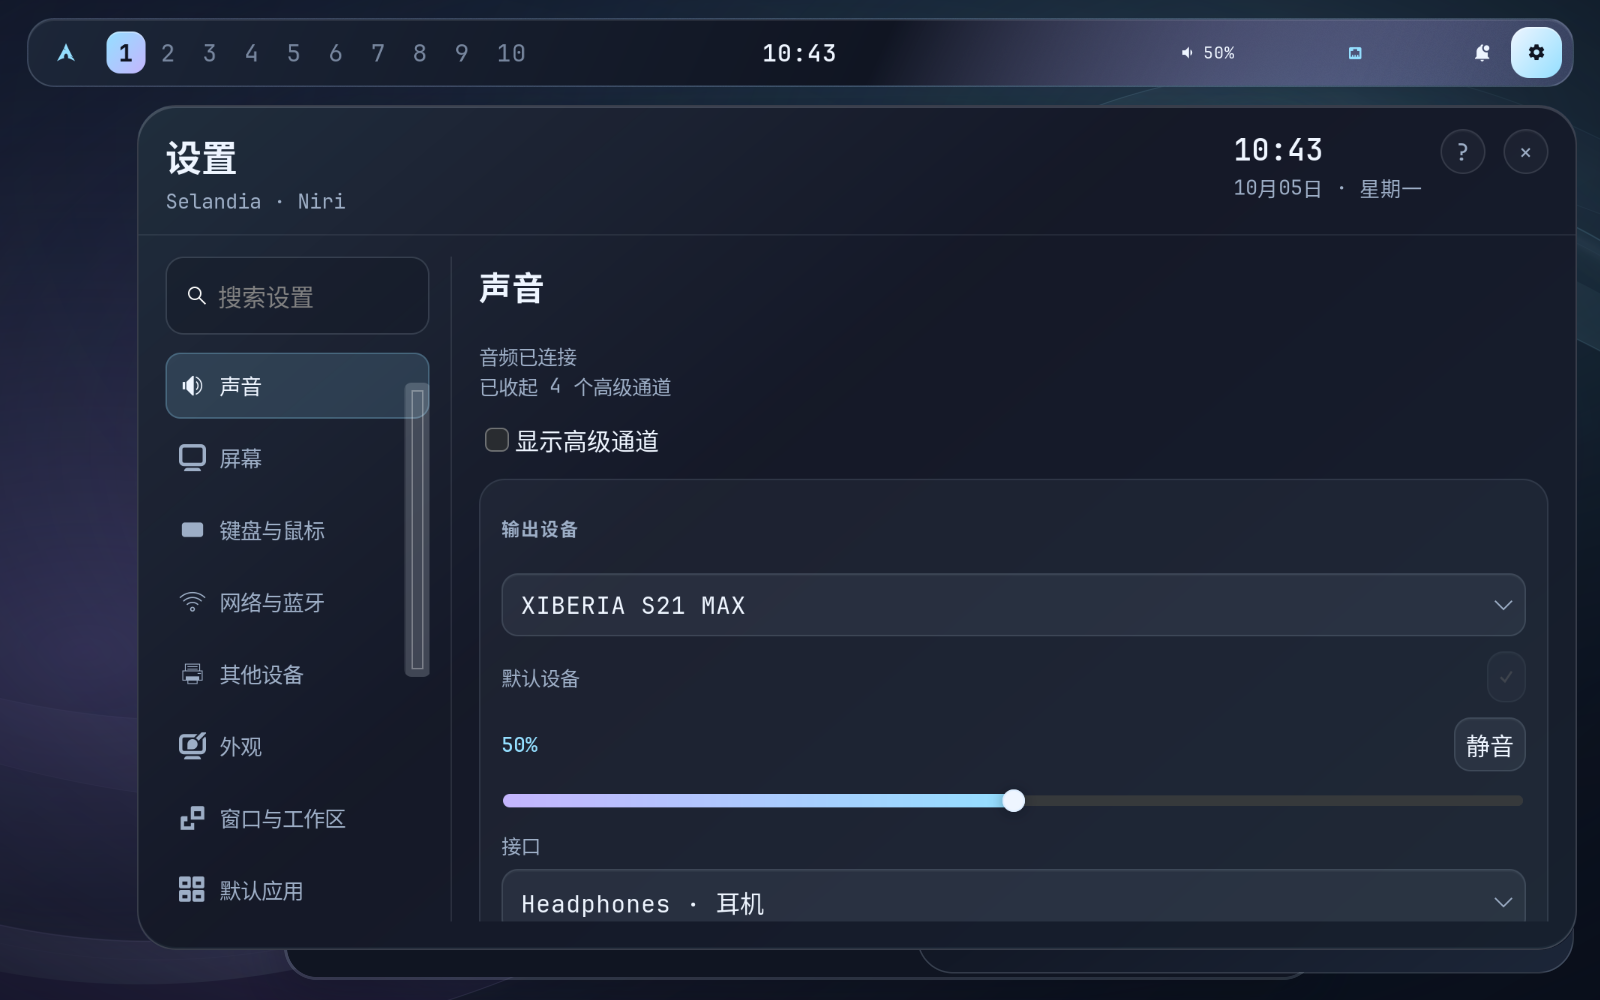 1 2 3 4 5 6 7 8 9 10
10:43
50%
设置
Selandia · Niri
10:43
10月05日 · 星期一
?
×
搜索设置
声音
屏幕
键盘与鼠标
网络与蓝牙
其他设备
外观
窗口与工作区
默认应用
声音
音频已连接
已收起 4 个高级通道
显示高级通道
输出设备
XIBERIA S21 MAX
默认设备
50%
静音
接口
Headphones · 耳机